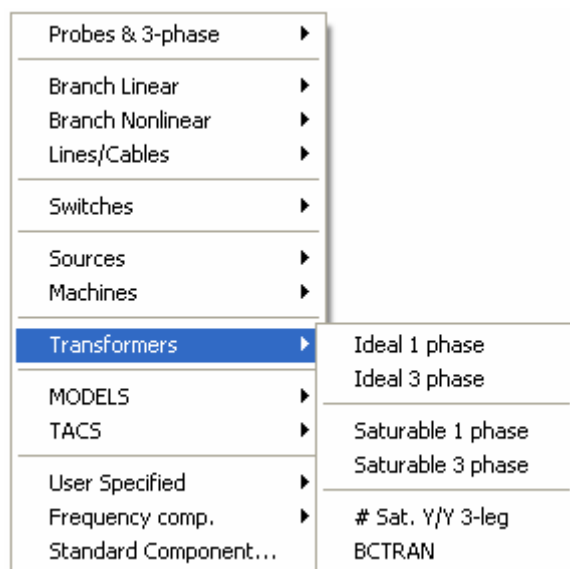 Probes & 3-phase
Branch Linear
Branch Nonlinear
Lines/Cables
Switches
Sources
Machines
Transformers
MODELS
TACS
User Specified
Frequency comp.
Standard Component...
Ideal 1 phase
Ideal 3 phase
Saturable 1 phase
Saturable 3 phase
# Sat. Y/Y 3-leg
BCTRAN